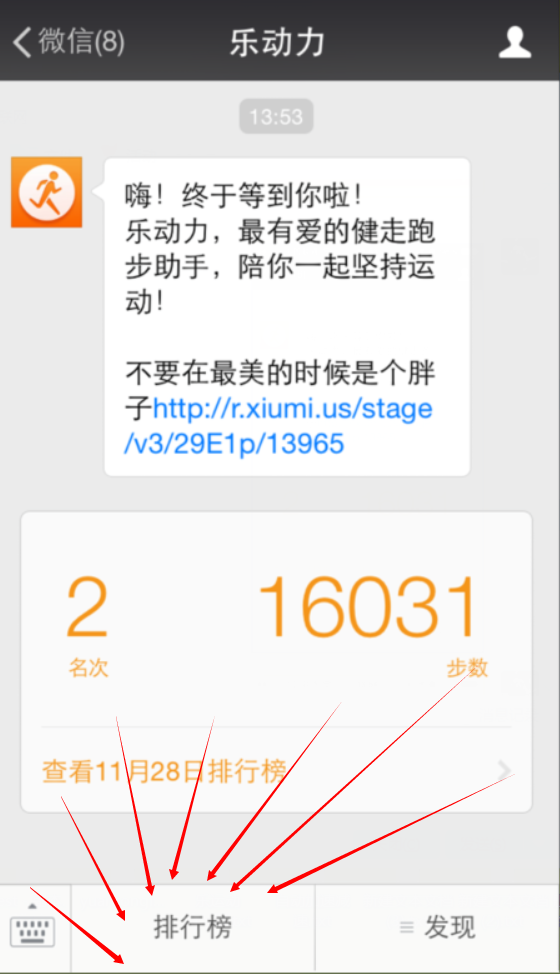 微信(8)
乐动力
13:53
嗨！终于等到你啦！
乐动力，最有爱的健走跑
步助手，陪你一起坚持运
动！
不要在最美的时候是个胖
子http://r.xiumi.us/stage
/v3/29E1p/13965
2 16031
名次 步数
查看11月28日排行榜
排行榜 发现